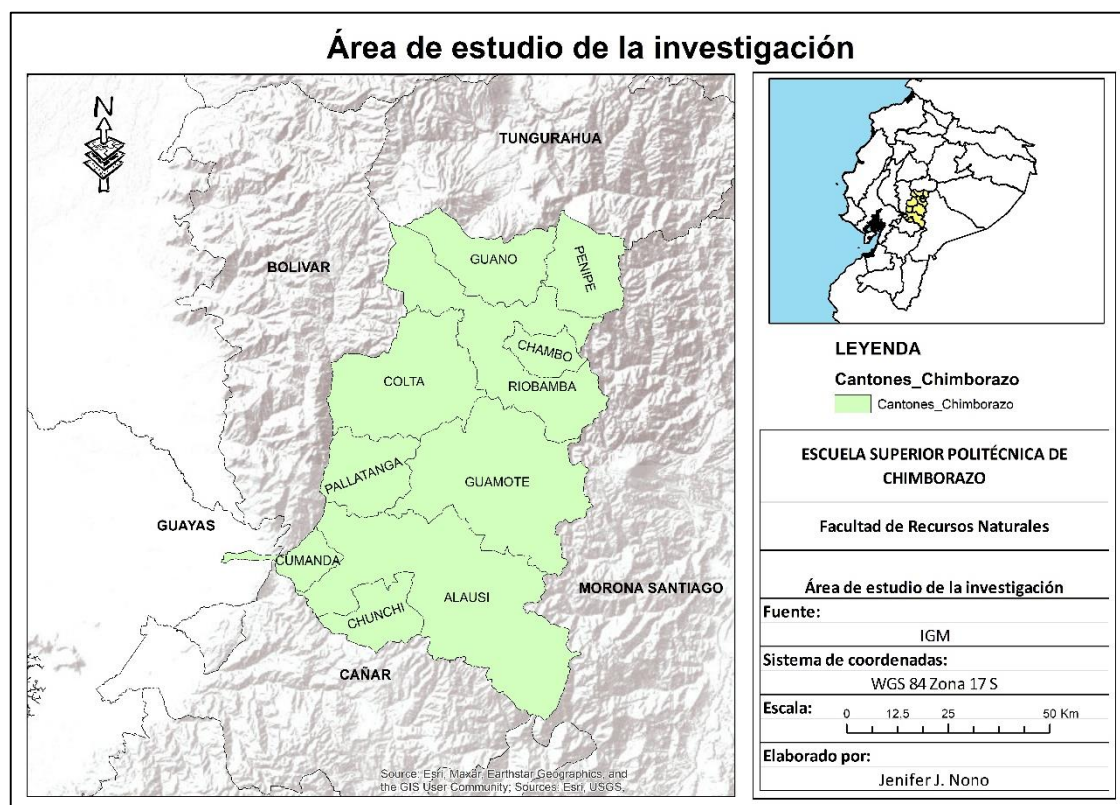 Área de estudio de la investigación
N
TUNGURAHUA
BOLIVAR
GUANO
PENIPE
CHAMBO
COLTA
RIOBAMBA
PALLATANGA
GUAMOTE
GUAYAS
CUMANDA
ALAUSI
MORONA SANTIAGO
CHUNCHI
CAÑAR
Source: Esri, Maxar, Earthstar Geographics, and
the GIS User Community; Sources: Esri, USGS,
LEYENDA
Cantones_Chimborazo
Cantones_Chimborazo
ESCUELA SUPERIOR POLITÉCNICA DE
CHIMBORAZO
Facultad de Recursos Naturales
Área de estudio de la investigación
Fuente:
IGM
Sistema de coordenadas:
WGS 84 Zona 17 S
Escala:
0 12.5 25 50 Km
Elaborado por:
Jenifer J. Nono